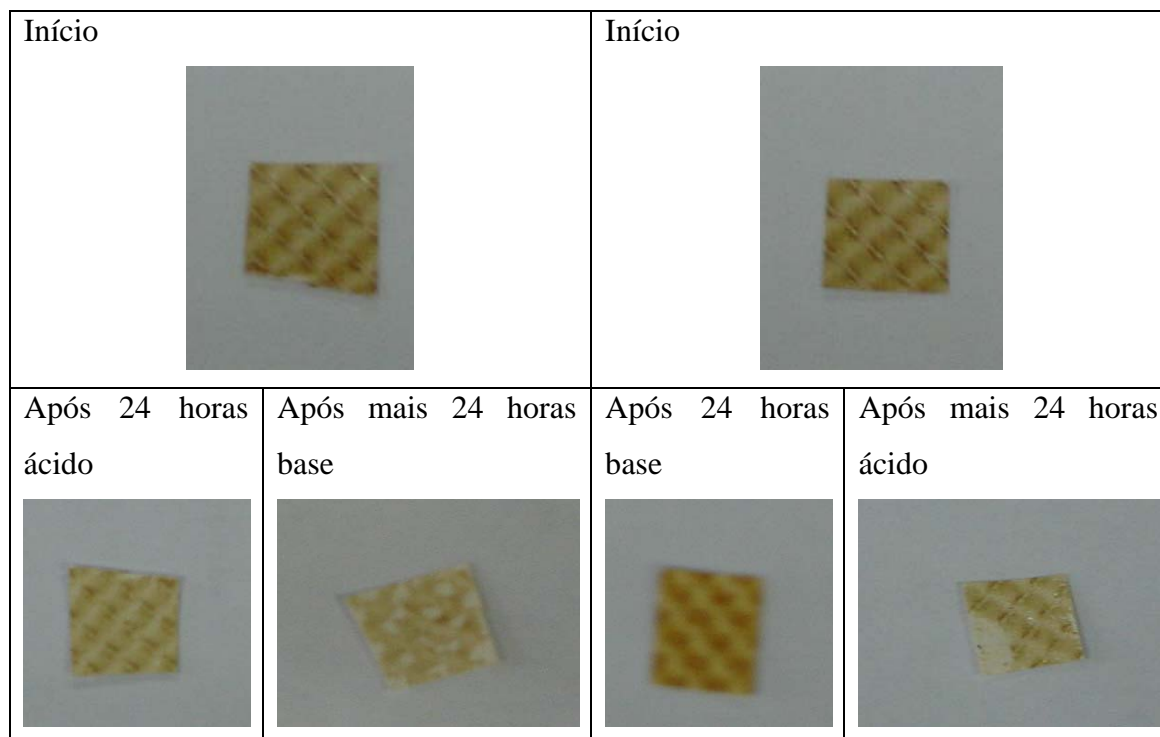 Início
Início
Após 24 horas
ácido
Após mais 24 horas
base
Após 24 horas
base
Após mais 24 horas
ácido